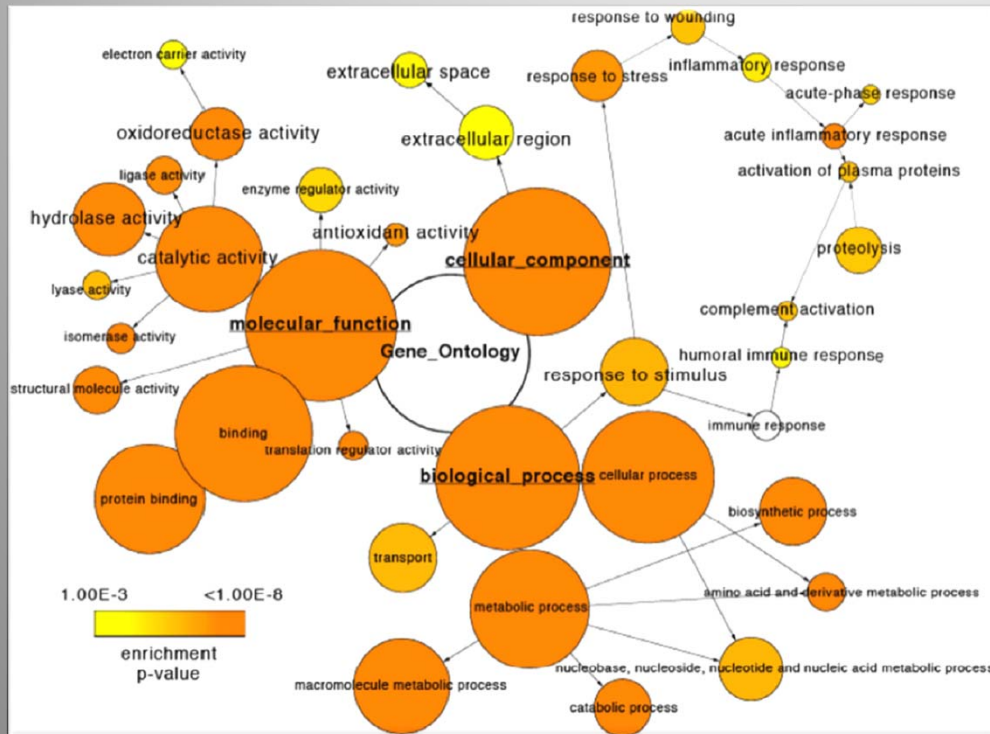 response to wounding
electron carrier activity
extracellular space
response to stress
inflammatory response
acute-phase response
oxidoreductase activity
extracellular region
acute inflammatory response
ligase activity
enzyme regulator activity
activation of plasma proteins
hydrolase activity
antioxidant activity
catalytic activity
cellular_component
proteolysis
lyase activity
complement activation
molecular_function
isomerase activity
Gene_Ontology
humoral immune response
response to stimulus
structural molecule activity
immune response
binding
translation regulator activity
biological_process
cellular process
protein binding
biosynthetic process
transport
amino acid and derivative metabolic process
1.00E-3
<1.00E-8
metabolic process
enrichment
p-value
nucleobase, nucleoside, nucleotide and nucleic acid metabolic process
macromolecule metabolic process
catabolic process